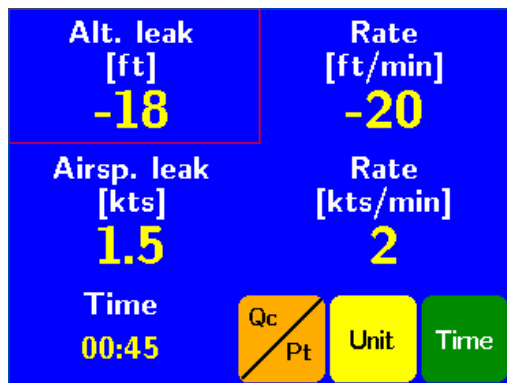 Alt. leak
[ft]
-18
Rate
[ft/min]
-20
Airsp. leak
[kts]
1.5
Rate
[kts/min]
2
Time
00:45
Qc
Pt
Unit
Time